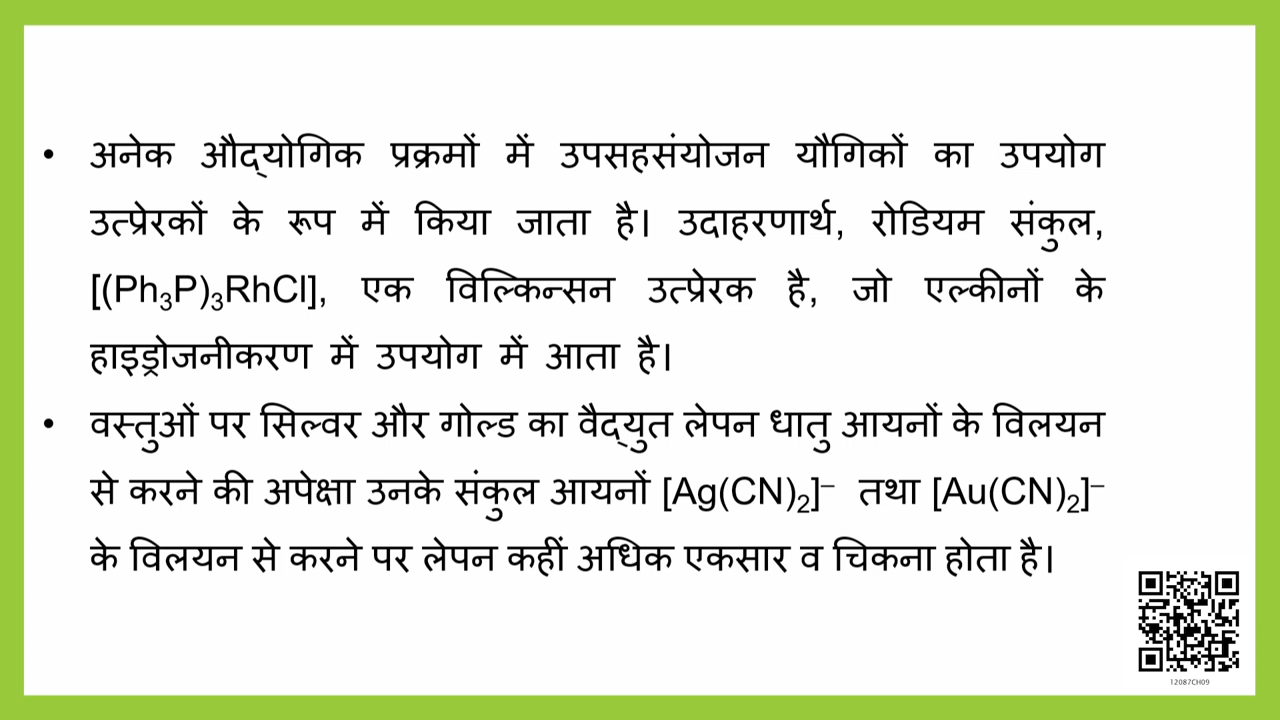 • अनेक औद्योगिक प्रक्रमों में उपसहसंयोजन यौगिकों का उपयोग
उत्प्रेरकों के रूप में किया जाता है। उदाहरणार्थ, रोडियम संकुल,
[(Ph₃P)₃RhCl], एक विल्किन्सन उत्प्रेरक है, जो एल्कीनों के
हाइड्रोजनीकरण में उपयोग में आता है।
• वस्तुओं पर सिल्वर और गोल्ड का वैद्युत लेपन धातु आयनों के विलयन
से करने की अपेक्षा उनके संकुल आयनों [Ag(CN)₂]⁻ तथा [Au(CN)₂]⁻
के विलयन से करने पर लेपन कहीं अधिक एकसार व चिकना होता है।
12087CH09